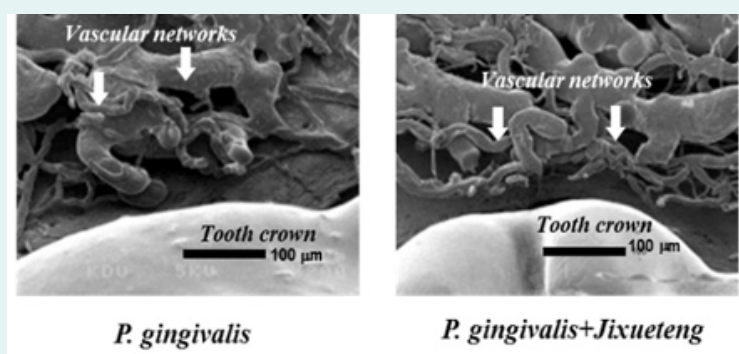 Vascular networks
Tooth crown
100 μm
P. gingivalis
Vascular networks
Tooth crown
100 μm
P. gingivalis+Jixueteng